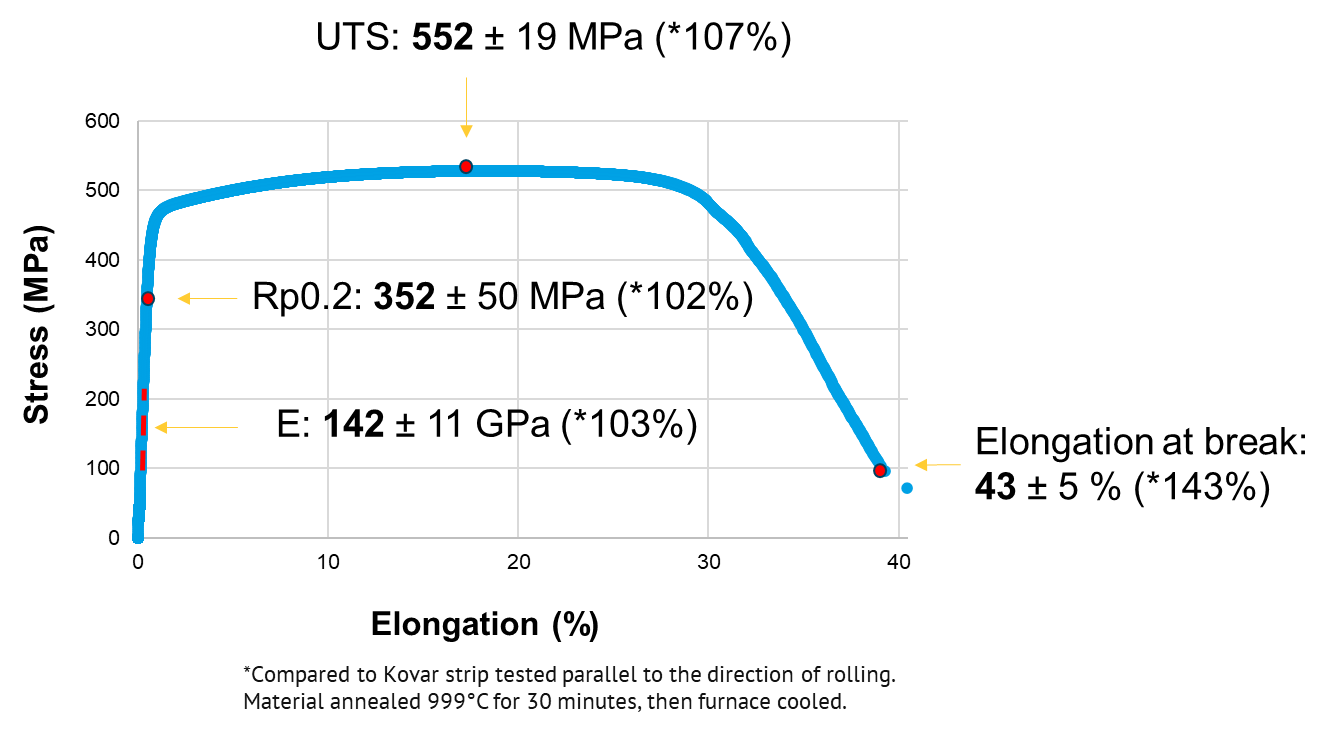 UTS: 552 ± 19 MPa (*107%)
600
500
400
300
200
100
0
Stress (MPa)
Rp0.2: 352 ± 50 MPa (*102%)
E: 142 ± 11 GPa (*103%)
Elongation at break:
43 ± 5 % (*143%)
0 10 20 30 40
Elongation (%)
*Compared to Kovar strip tested parallel to the direction of rolling.
Material annealed 999°C for 30 minutes, then furnace cooled.